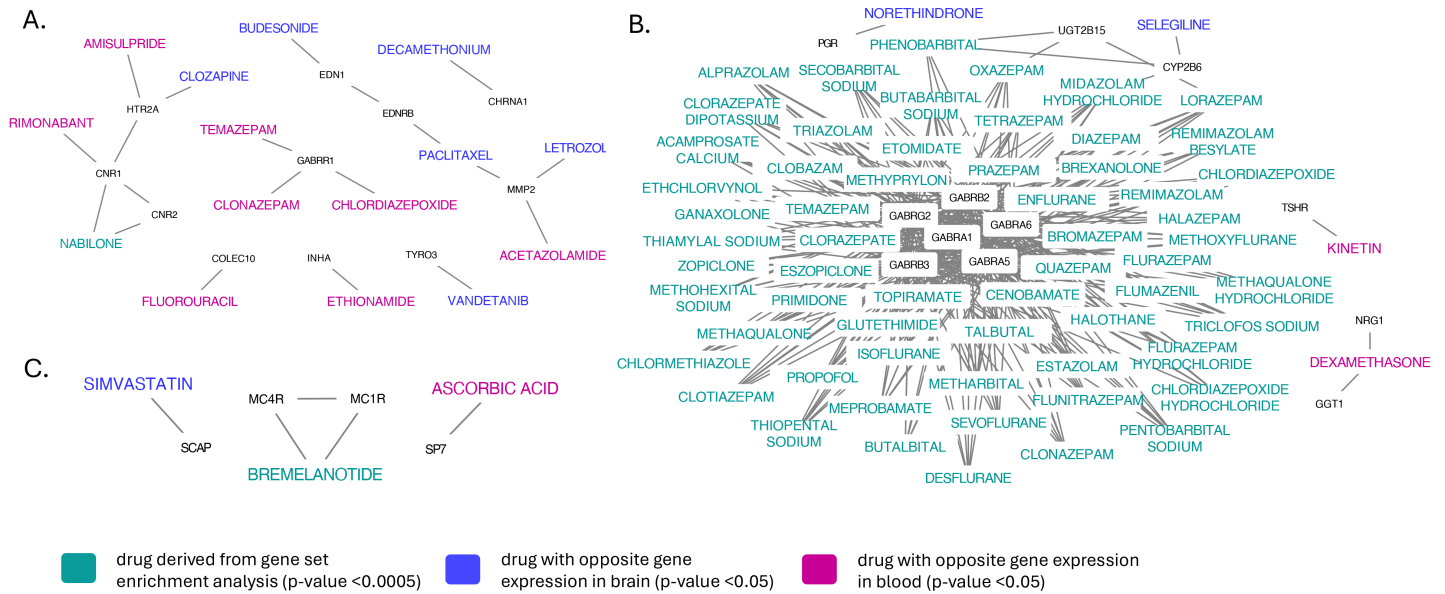 A.
BUDESONIDE
AMISULPRIDE
DECAMETHONIUM
CLOZAPINE
EDN1
CHRNA1
HTR2A
EDNRB
RIMONABANT
TEMAZEPAM
LETROZOL
PACLITAXEL
GABRR1
CNR1
MMP2
CLONAZEPAM
CHLORDIAZEPOXIDE
CNR2
NABILONE
TYRO3
ACETAZOLAMIDE
COLEC10
INHA
FLUOROURACIL
ETHIONAMIDE
VANDETANIB
B.
NORETHINDRONE
SELEGILINE
UGT2B15
PGR
PHENOBARBITAL
CYP2B6
ALPRAZOLAM
SECOBARBITAL
SODIUM
OXAZEPAM
MIDAZOLAM
HYDROCHLORIDE
LORAZEPAM
CLORAZEPATE
DIPOTASSIUM
BUTABARBITAL
SODIUM
TETRAZEPAM
TRIAZOLAM
DIAZEPAM
REMIMAZOLAM
BESYLATE
ACAMPROSATE
CALCIUM
ETOMIDATE
CLOBAZAM
PRAZEPAM
BREXANOLONE
CHLORDIAZEPOXIDE
METHYPRYLON
ETHCHLORVYNOL
GABRB2
ENFLURANE
REMIMAZOLAM
TSHR
GANAXOLONE
TEMAZEPAM
GABRG2
GABRA6
HALAZEPAM
THIAMYLAL SODIUM
CLORAZEPATE
GABRA1
BROMAZEPAM
METHOXYFLURANE
KINETIN
ZOPICLONE
ESZOPICLONE
GABRB3
GABRA5
QUAZEPAM
FLURAZEPAM
METHOHEXITAL
SODIUM
PRIMIDONE
TOPIRAMATE
CENOBAMATE
FLUMAZENIL
METHAQUALONE
HYDROCHLORIDE
METHAQUALONE
GLUTETHIMIDE
TALBUTAL
HALOTHANE
TRICLOFOS SODIUM
NRG1
CHLORMETHIAZOLE
ISOFLURANE
FLURAZEPAM
HYDROCHLORIDE
DEXAMETHASONE
PROPOFOL
ESTAZOLAM
CLOTIAZEPAM
METHARBITAL
CHLORDIAZEPOXIDE
HYDROCHLORIDE
GGT1
MEPROBAMATE
FLUNITRAZEPAM
THIOPENTAL
SODIUM
SEVOFLURANE
PENTOBARBITAL
SODIUM
BUTALBITAL
CLONAZEPAM
DESFLURANE
C.
SIMVASTATIN
MC4R
MC1R
ASCORBIC ACID
SCAP
SP7
BREMELANOTIDE
drug derived from gene set
enrichment analysis (p-value <0.0005)
drug with opposite gene
expression in brain (p-value <0.05)
drug with opposite gene expression
in blood (p-value <0.05)